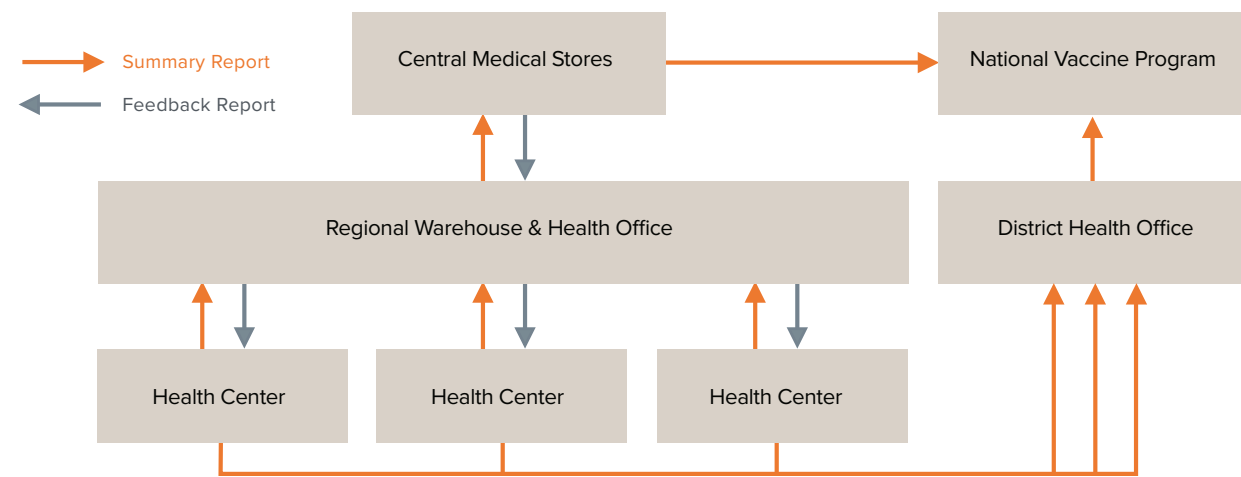 Summary Report
Feedback Report
Central Medical Stores
National Vaccine Program
Regional Warehouse & Health Office
District Health Office
Health Center
Health Center
Health Center